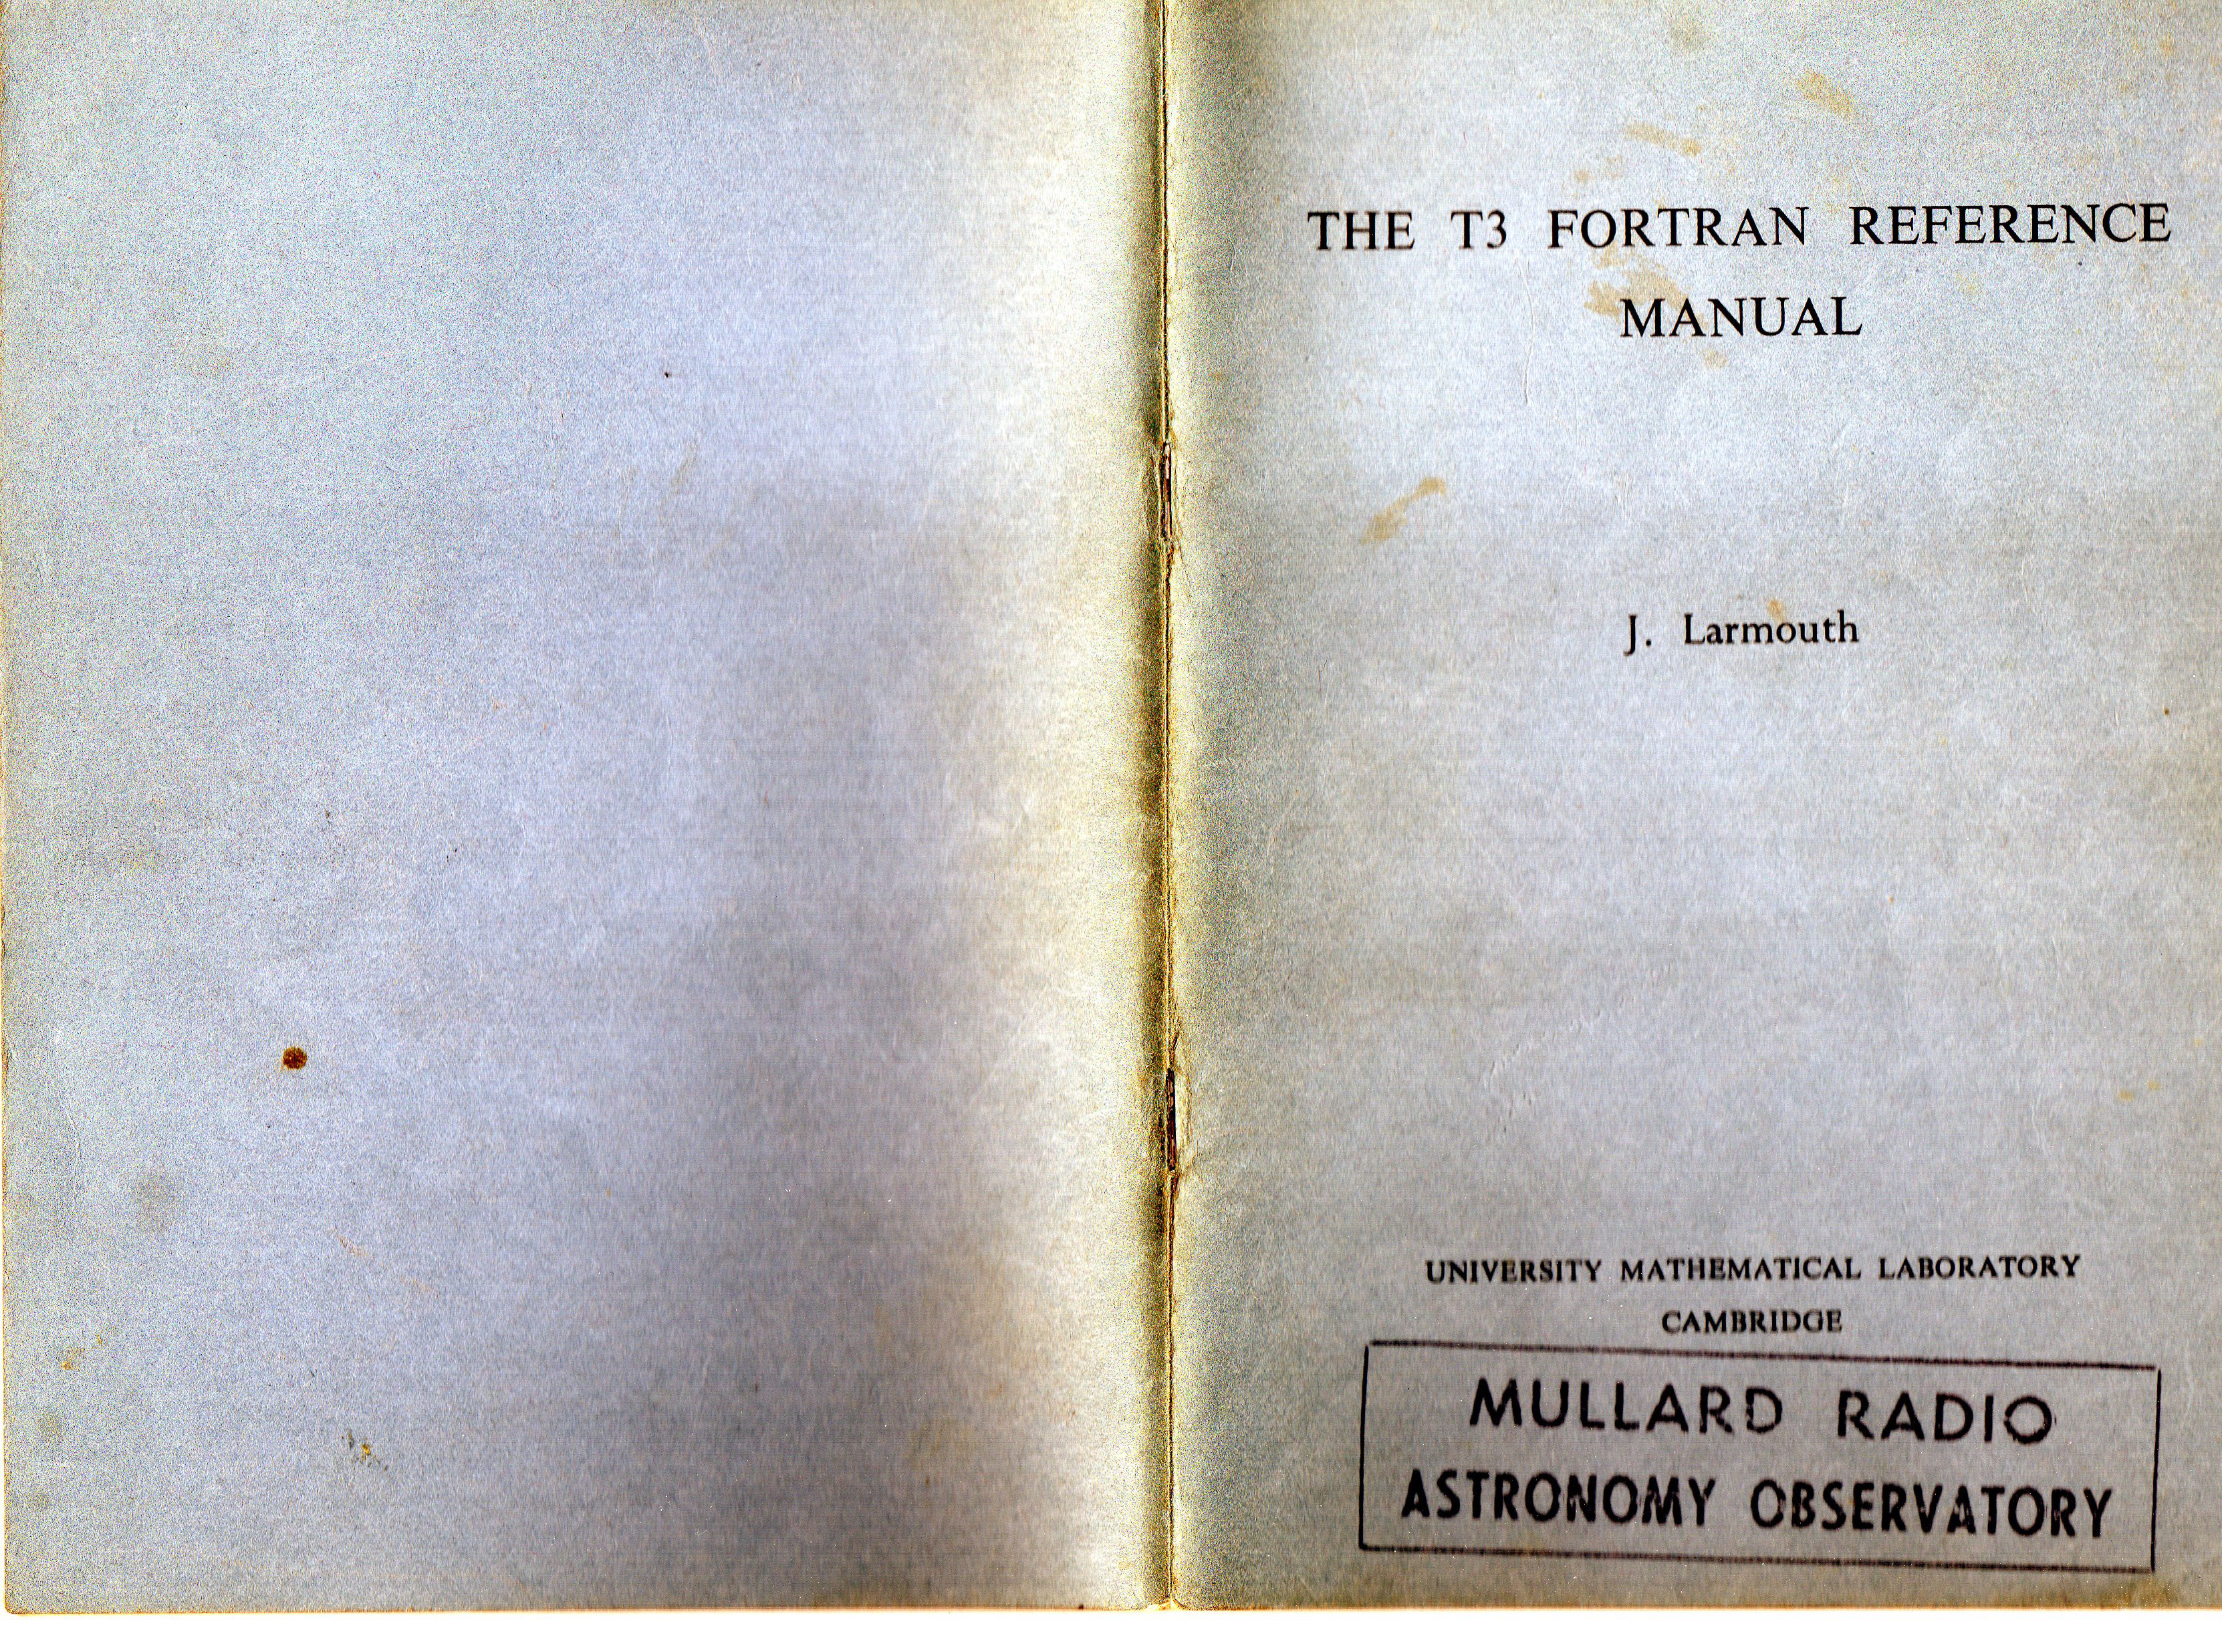 THE T3 FORTRAN REFERENCE
MANUAL
J. Larmouth
UNIVERSITY MATHEMATICAL LABORATORY
CAMBRIDGE
MULLARD RADIO
ASTRONOMY OBSERVATORY